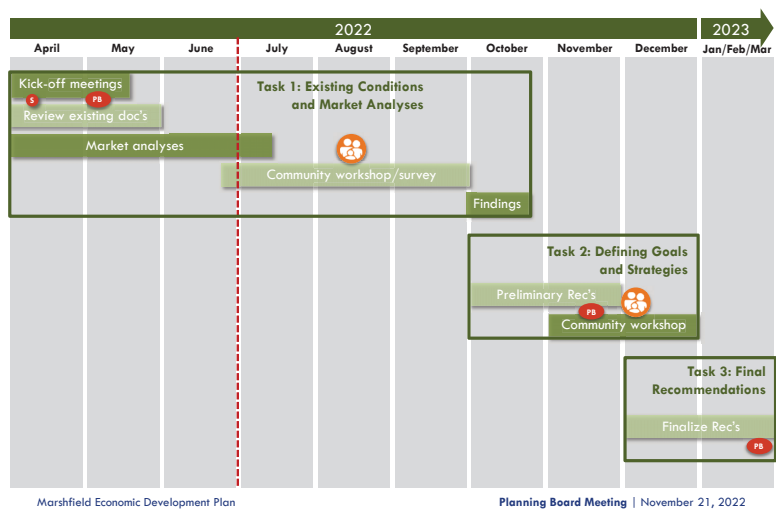 2022
2023
April
May
June
July
August
September
October
November
December
Jan/Feb/Mar
Kick-off meetings
S
PB
Review existing doc's
Task 1: Existing Conditions
and Market Analyses
Market analyses
Community workshop/survey
Findings
Task 2: Defining Goals
and Strategies
Preliminary Rec's
PB
Community workshop
Task 3: Final
Recommendations
Finalize Rec's
PB
Marshfield Economic Development Plan
Planning Board Meeting | November 21, 2022